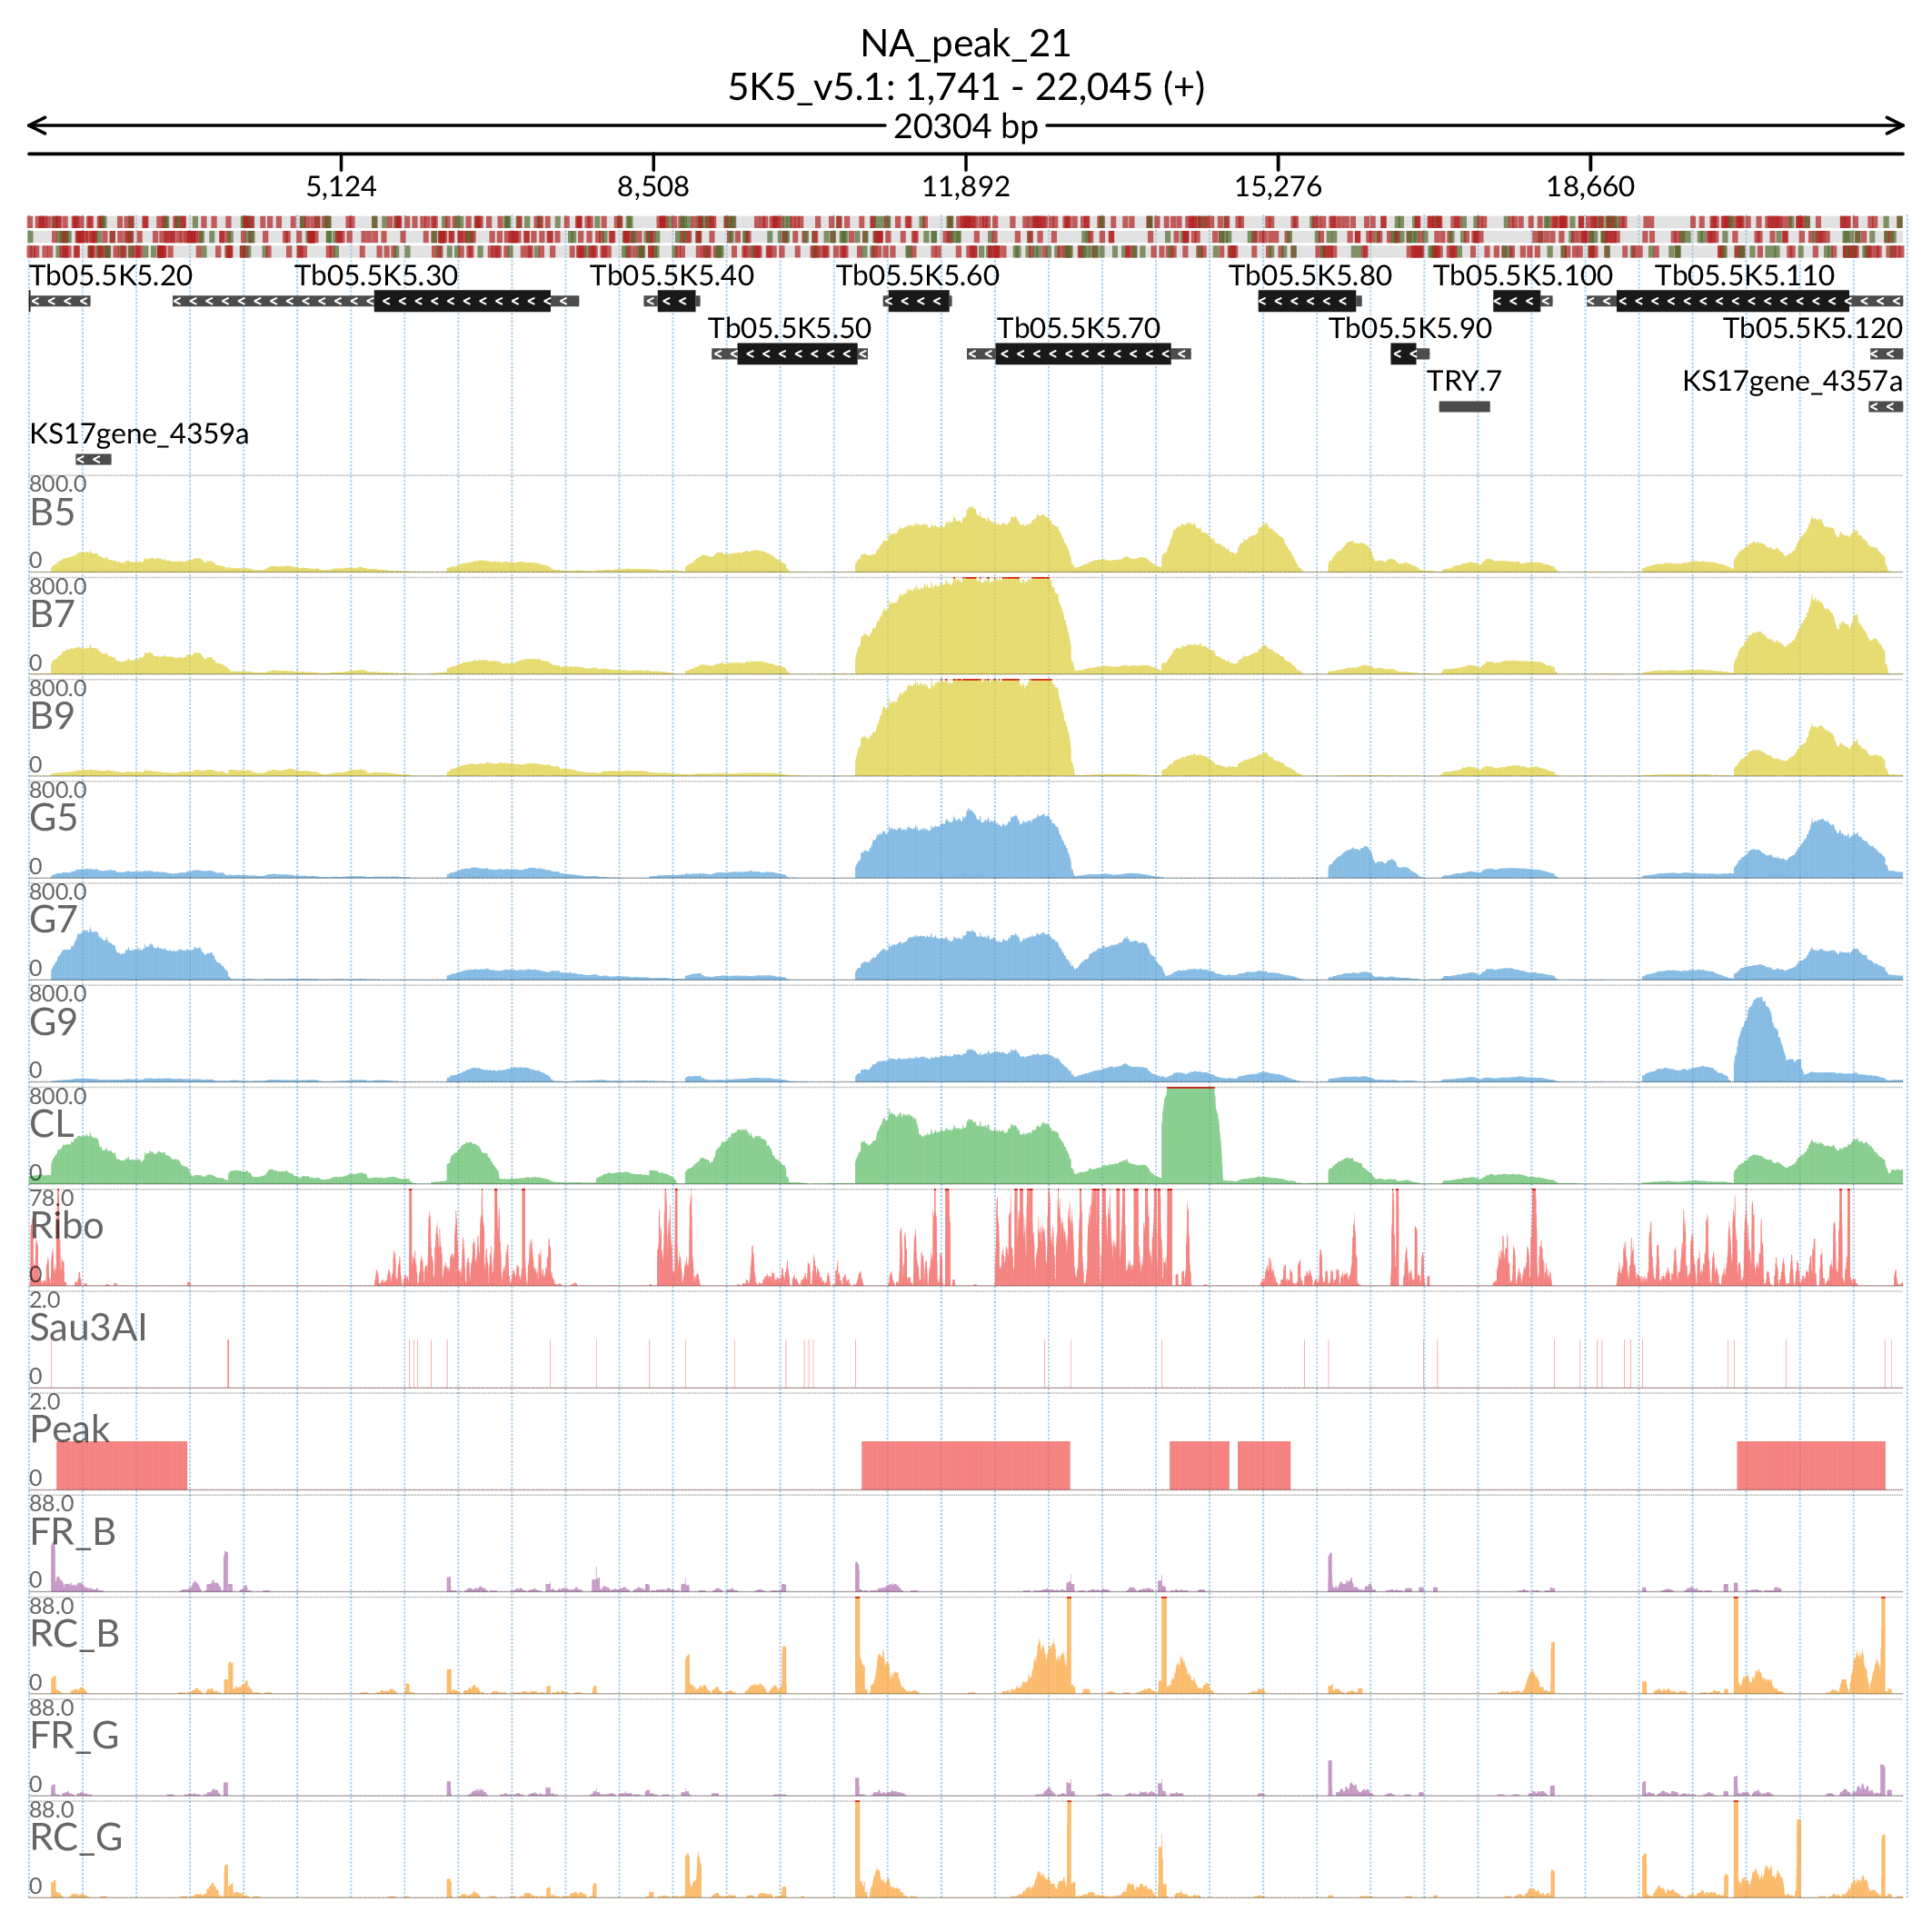 NA_peak_21
5K5_v5.1: 1,741 - 22,045 (+)
20304 bp
5,124 8,508 11,892 15,276 18,660
Tb05.5K5.20 Tb05.5K5.30 Tb05.5K5.40 Tb05.5K5.60 Tb05.5K5.80 Tb05.5K5.100 Tb05.5K5.110
Tb05.5K5.50 Tb05.5K5.70 Tb05.5K5.90 Tb05.5K5.120
TRY.7 KS17gene_4357a
KS17gene_4359a
800.0
B5
0
800.0
B7
0
800.0
B9
0
800.0
G5
0
800.0
G7
0
800.0
G9
0
800.0
CL
0
78.0
Ribo
0
2.0
Sau3AI
0
2.0
Peak
0
88.0
FR_B
0
88.0
RC_B
0
88.0
FR_G
0
88.0
RC_G
0